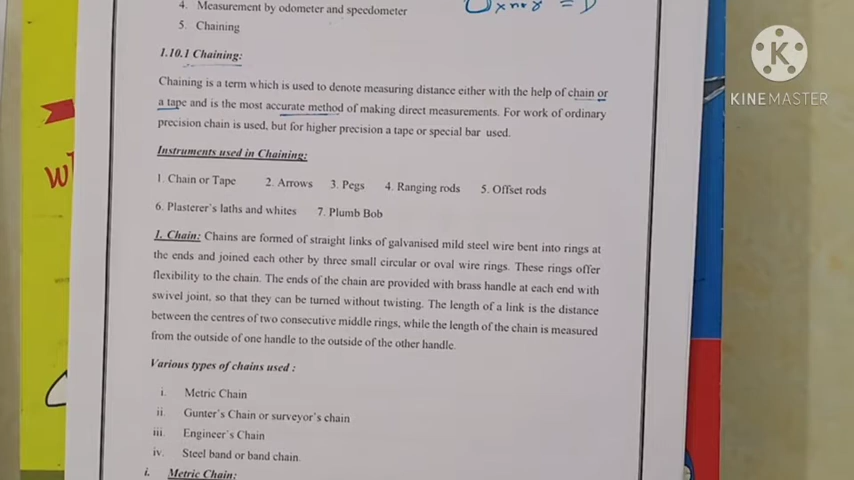 4. Measurement by odometer and speedometer
5. Chaining
1.10.1 Chaining:
Chaining is a term which is used to denote measuring distance either with the help of chain or
a tape and is the most accurate method of making direct measurements. For work of ordinary
precision chain is used, but for higher precision a tape or special bar used.
Instruments used in Chaining:
1. Chain or Tape 2. Arrows 3. Pegs 4. Ranging rods 5. Offset rods
6. Plasterer's laths and whites 7. Plumb Bob
1. Chain: Chains are formed of straight links of galvanised mild steel wire bent into rings at
the ends and joined each other by three small circular or oval wire rings. These rings offer
flexibility to the chain. The ends of the chain are provided with brass handle at each end with
swivel joint, so that they can be turned without twisting. The length of a link is the distance
between the centres of two consecutive middle rings, while the length of the chain is measured
from the outside of one handle to the outside of the other handle.
Various types of chains used :
i. Metric Chain
ii. Gunter's Chain or surveyor's chain
iii. Engineer's Chain
iv. Steel band or band chain.
i. Metric Chain:
K
KINEMASTER